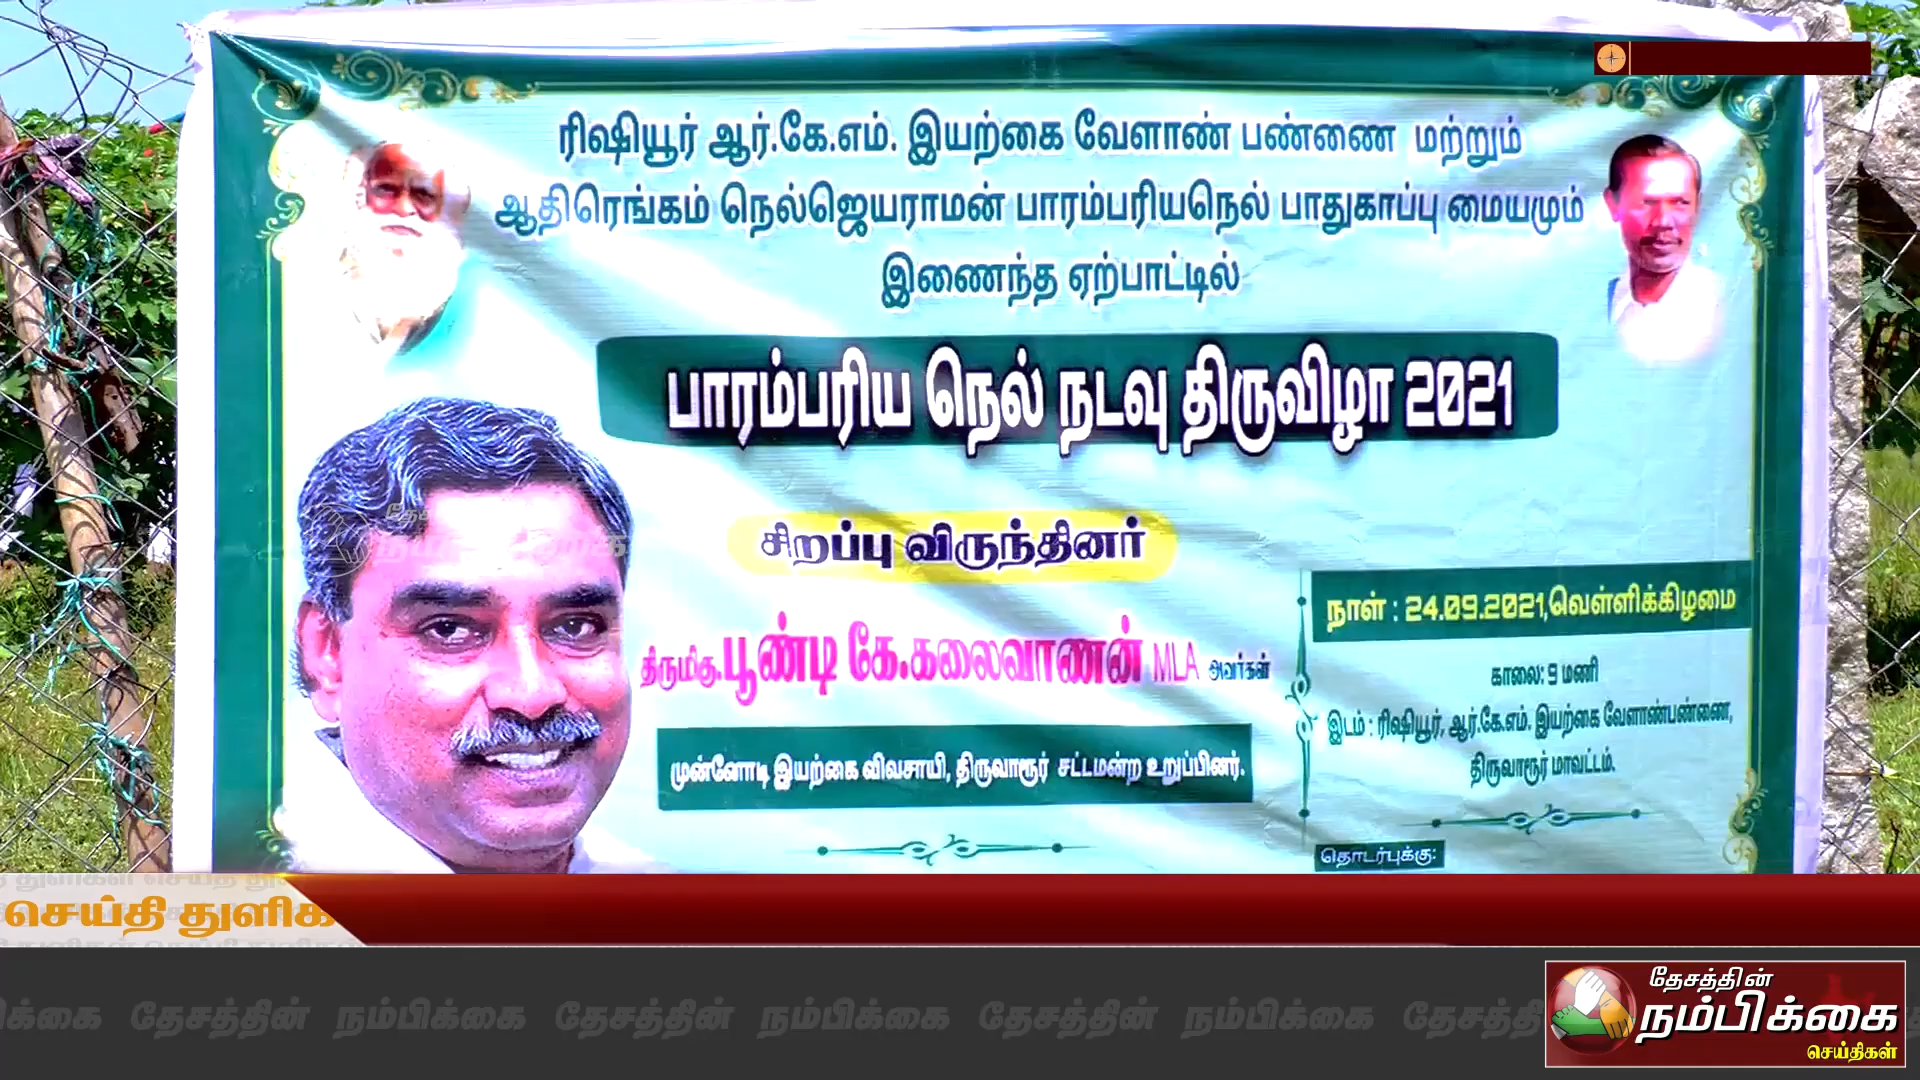 ரிஷியூர் ஆர்.கே.எம். இயற்கை வேளாண் பண்ணை மற்றும்
ஆதிரெங்கம் நெல்ஜெயராமன் பாரம்பரியநெல் பாதுகாப்பு மையமும்
இணைந்த ஏற்பாட்டில்
பாரம்பரிய நெல் நடவு திருவிழா 2021
சிறப்பு விருந்தினர்
திருமிகு.பூண்டி கே.கலைவாணன் MLA அவர்கள்
முன்னோடி இயற்கை விவசாயி, திருவாரூர் சட்டமன்ற உறுப்பினர்.
நாள் : 24.09.2021,வெள்ளிக்கிழமை
காலை: 9 மணி
இடம் : ரிஷியூர், ஆர்.கே.எம். இயற்கை வேளாண்பண்ணை,
திருவாரூர் மாவட்டம்.
தொடர்புக்கு:
செய்தி துளிக
தேசத்தின் நம்பிக்கை தேசத்தின் நம்பிக்கை தேசத்தின் நம்பிக்கை
தேசத்தின்
நம்பிக்கை
செய்திகள்